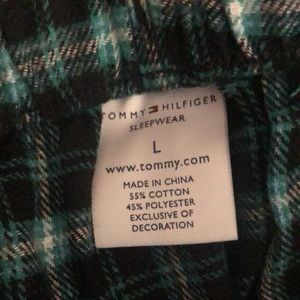 TOMMY HILFIGER
SLEEPWEAR
L
www.tommy.com
MADE IN CHINA
55% COTTON
45% POLYESTER
EXCLUSIVE OF
DECORATION